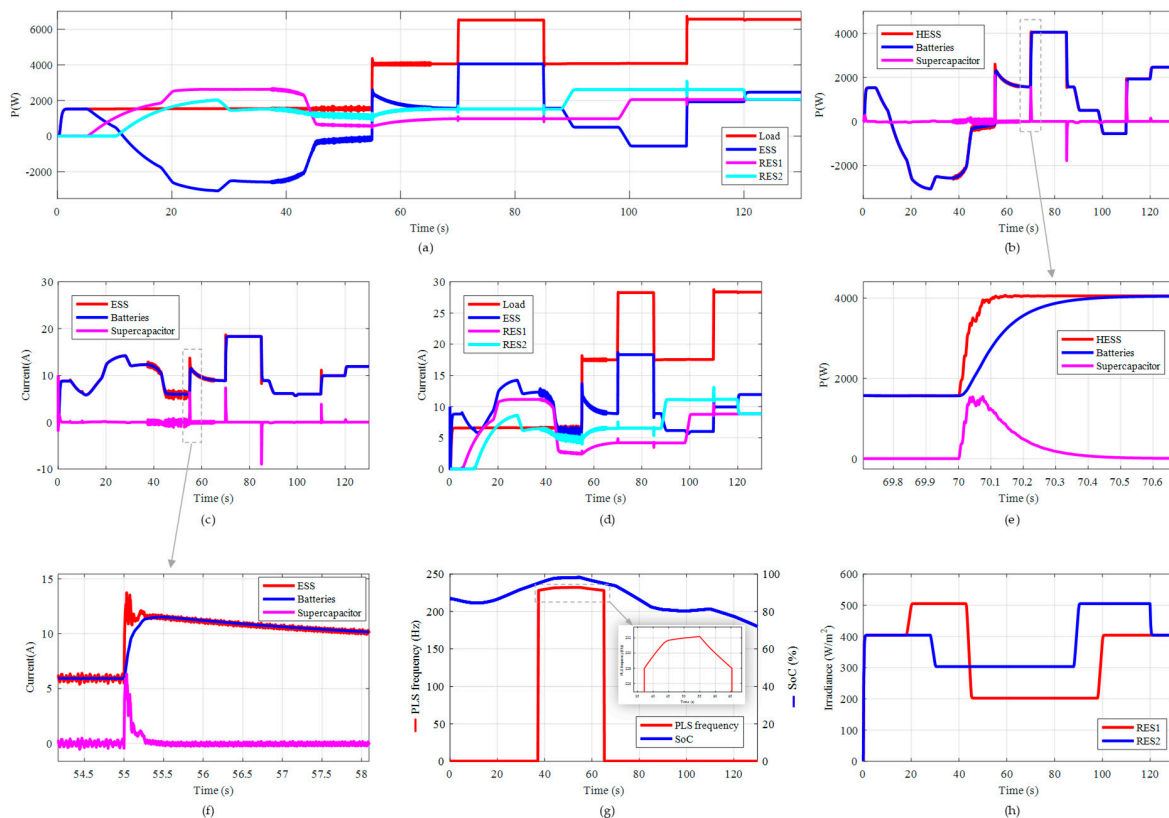 6000
4000
2000
0
-2000
P(W)
Load
ESS
RES1
RES2
0 20 40 60 80 100 120
Time (s)
(a)
4000
2000
0
-2000
P(W)
HESS
Batteries
Supercapacitor
0 20 40 60 80 100 120
Time (s)
(b)
30
20
10
0
-10
Current(A)
ESS
Batteries
Supercapacitor
0 20 40 60 80 100 120
Time (s)
(c)
30
25
20
15
10
5
0
Current(A)
Load
ESS
RES1
RES2
0 20 40 60 80 100 120
Time (s)
(d)
4000
2000
0
P(W)
HESS
Batteries
Supercapacitor
69.8 69.9 70 70.1 70.2 70.3 70.4 70.5 70.6
Time (s)
(e)
15
10
5
0
Current(A)
ESS
Batteries
Supercapacitor
54.5 55 55.5 56 56.5 57 57.5 58
Time (s)
(f)
250
200
150
100
50
0
PLS frequency (Hz)
100
80
60
40
20
0
SoC (%)
PLS frequency
SoC
0 20 40 60 80 100 120
Time (s)
(g)
600
500
400
300
200
100
0
Irradiance (W/m²)
RES1
RES2
0 20 40 60 80 100 120
Time (s)
(h)